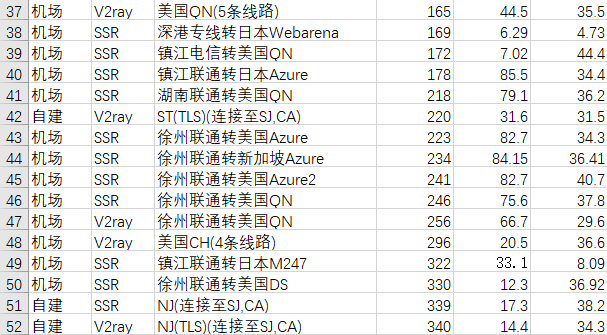 37 机场 V2ray 美国QN(5条线路) 165 44.5 35.5
38 机场 SSR 深港专线转日本Webarena 169 6.29 4.73
39 机场 SSR 镇江电信转美国QN 172 7.02 44.4
40 机场 SSR 镇江联通转日本Azure 178 85.5 34.4
41 机场 SSR 湖南联通转美国QN 218 79.1 36.2
42 自建 V2ray ST(TLS)(连接至SJ,CA) 220 31.6 31.5
43 机场 SSR 徐州联通转美国Azure 223 82.7 34.3
44 机场 SSR 徐州联通转新加坡Azure 234 84.15 36.41
45 机场 SSR 徐州联通转美国Azure2 241 82.7 40.7
46 机场 SSR 徐州联通转美国QN 246 75.6 37.8
47 机场 V2ray 徐州联通转美国QN 256 66.7 29.6
48 机场 V2ray 美国CH(4条线路) 296 20.5 36.6
49 机场 SSR 镇江联通转日本M247 322 33.1 8.09
50 机场 SSR 徐州联通转美国DS 330 12.3 36.92
51 自建 SSR NJ(连接至SJ,CA) 339 17.3 38.2
52 自建 V2ray NJ(TLS)(连接至SJ,CA) 340 14.4 34.3